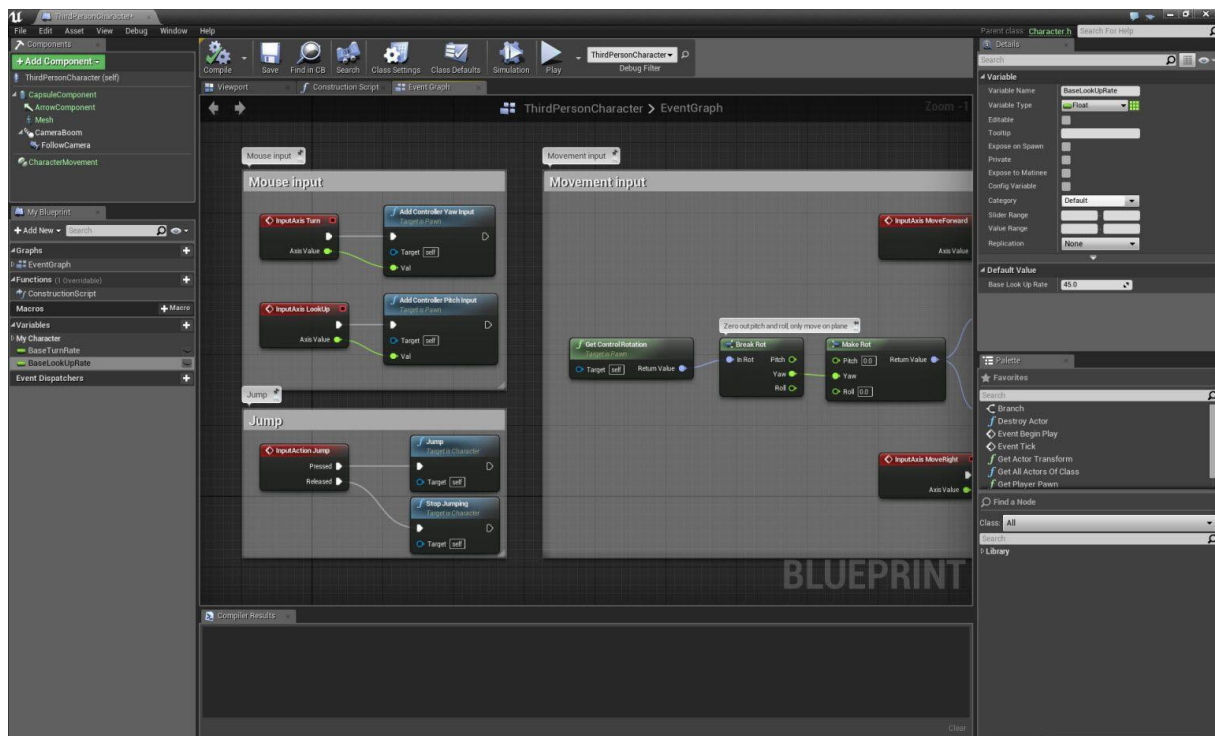 ThirdPersonCharacter
File Edit Asset View Debug Window Help
Parent class: Character.h Search For Help
Components
+Add Component
ThirdPersonCharacter (self)
CapsuleComponent
ArrowComponent
Mesh
CameraBoom
FollowCamera
CharacterMovement
My Blueprint
+Add New Search
Graphs
EventGraph
Functions (1 Overridable)
ConstructionScript
Macros +Macro
Variables
My Character
BaseTurnRate
BaseLookUpRate
Event Dispatchers
Compile Save Find in CB Search Class Settings Class Defaults Simulation Play
ThirdPersonCharacter
Debug Filter
Viewport Construction Script Event Graph
ThirdPersonCharacter > EventGraph Zoom -1
Mouse input
Mouse input
InputAxis Turn
Axis Value
Add Controller Yaw Input
Target is Pawn
Target self
Val
InputAxis LookUp
Axis Value
Add Controller Pitch Input
Target is Pawn
Target self
Val
Jump
Jump
InputAction Jump
Pressed
Released
Jump
Target is Character
Target self
Stop Jumping
Target is Character
Target self
Movement input
Movement input
InputAxis MoveForward
Axis Value
Zero out pitch and roll, only move on plane
Get Control Rotation
Target is Pawn
Target self Return Value
Break Rot
In Rot Pitch
Yaw
Roll
Make Rot
Pitch 0.0 Return Value
Yaw
Roll 0.0
InputAxis MoveRight
Axis Value
BLUEPRINT
Compiler Results
Clear
Details
Search
Variable
Variable Name BaseLookUpRate
Variable Type Float
Editable
Tooltip
Expose on Spawn
Private
Expose to Matinee
Config Variable
Category Default
Slider Range
Value Range
Replication None
Default Value
Base Look Up Rate 45.0
Palette
Favorites
Search
Branch
Destroy Actor
Event Begin Play
Event Tick
Get Actor Transform
Get All Actors Of Class
Get Player Pawn
Find a Node
Class: All
Search
Library